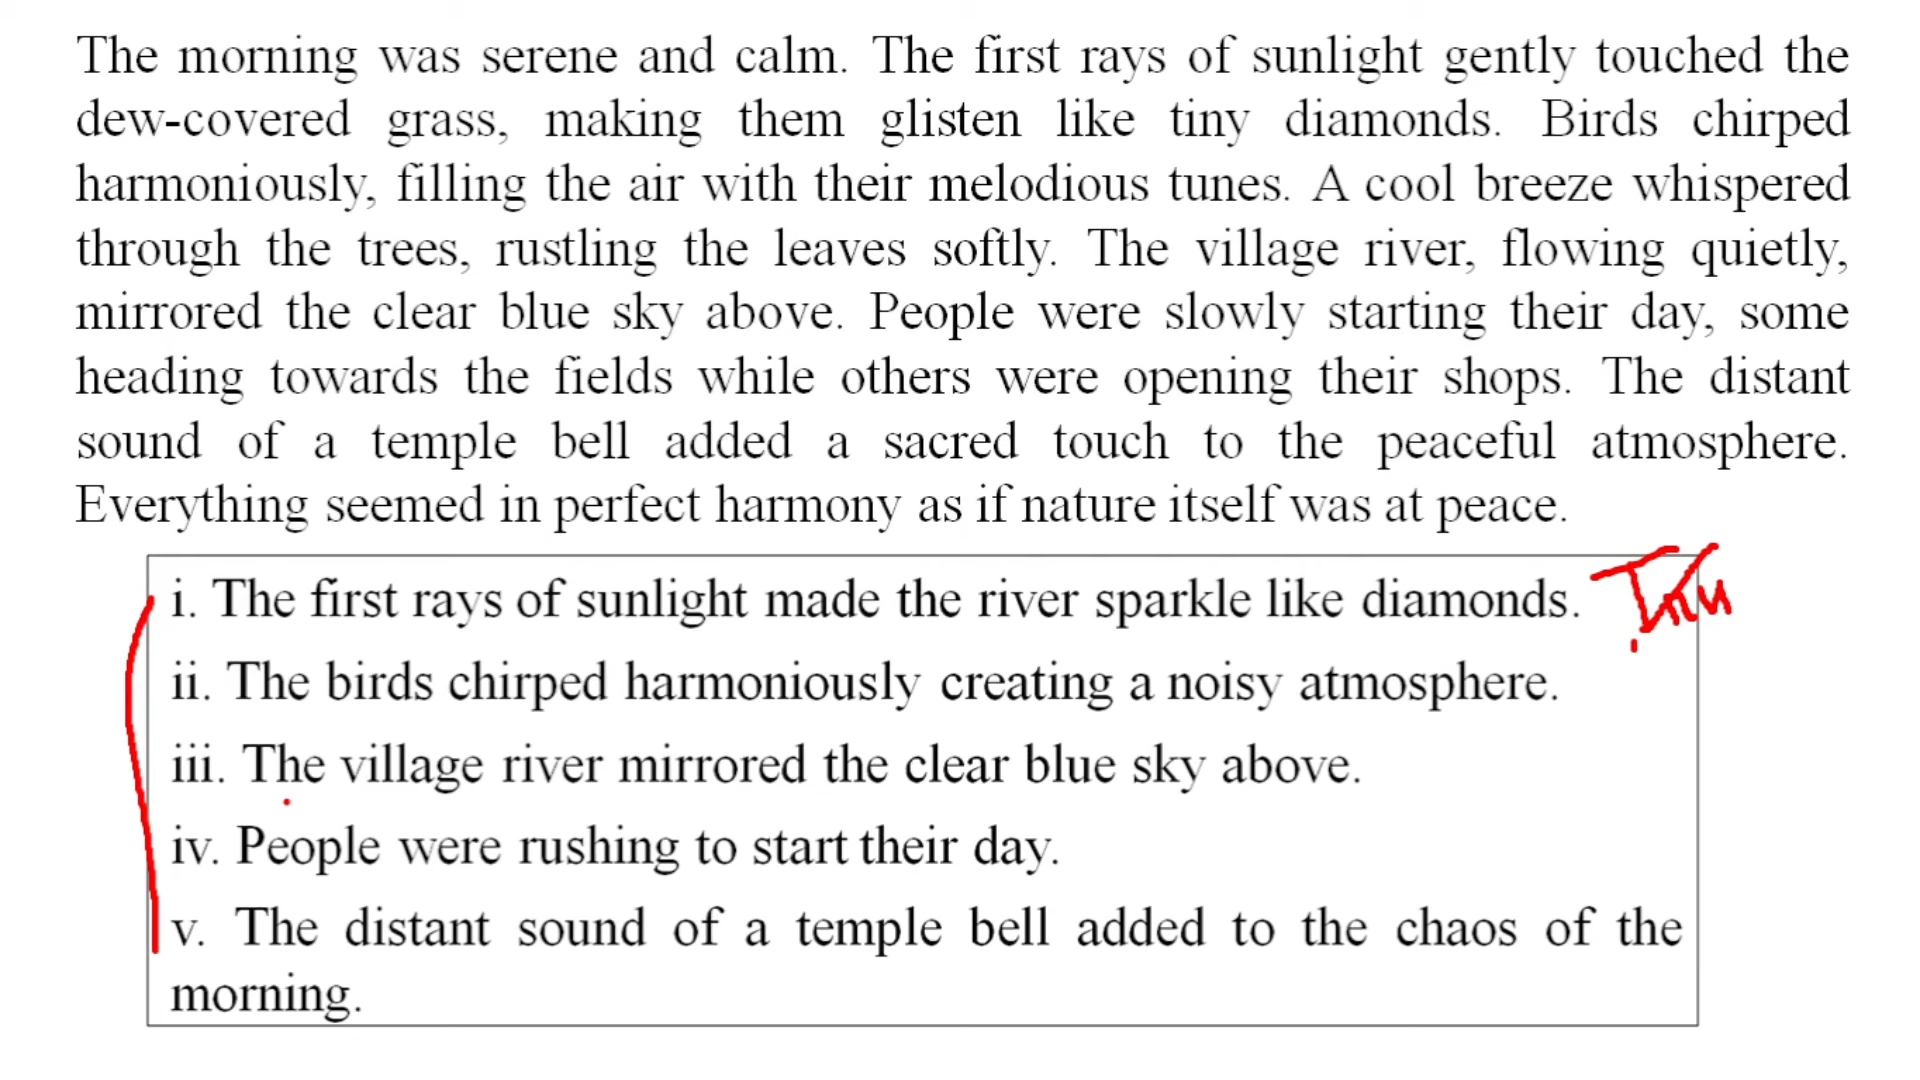 The morning was serene and calm. The first rays of sunlight gently touched the
dew-covered grass, making them glisten like tiny diamonds. Birds chirped
harmoniously, filling the air with their melodious tunes. A cool breeze whispered
through the trees, rustling the leaves softly. The village river, flowing quietly,
mirrored the clear blue sky above. People were slowly starting their day, some
heading towards the fields while others were opening their shops. The distant
sound of a temple bell added a sacred touch to the peaceful atmosphere.
Everything seemed in perfect harmony as if nature itself was at peace.
i. The first rays of sunlight made the river sparkle like diamonds.
ii. The birds chirped harmoniously creating a noisy atmosphere.
iii. The village river mirrored the clear blue sky above.
iv. People were rushing to start their day.
v. The distant sound of a temple bell added to the chaos of the
morning.